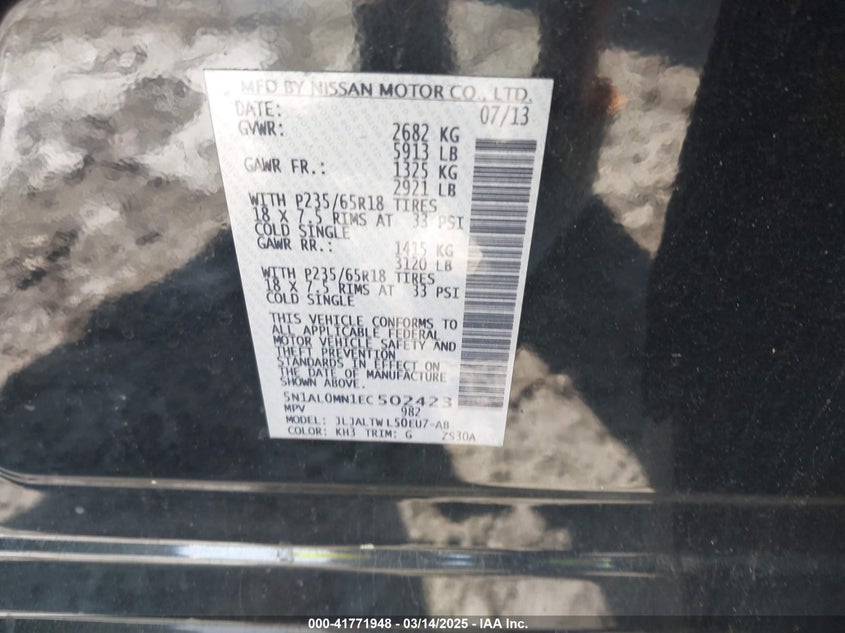 MFD BY NISSAN MOTOR CO., LTD.
DATE: 07/13
GVWR: 2682 KG
5913 LB
GAWR FR.: 1325 KG
2921 LB
WITH P235/65R18 TIRES
18 X 7.5 RIMS AT 33 PSI
COLD SINGLE
GAWR RR.: 1415 KG
3120 LB
WITH P235/65R18 TIRES
18 X 7.5 RIMS AT 33 PSI
COLD SINGLE
THIS VEHICLE CONFORMS TO
ALL APPLICABLE FEDERAL
MOTOR VEHICLE SAFETY AND
THEFT PREVENTION
STANDARDS IN EFFECT ON
THE DATE OF MANUFACTURE
SHOWN ABOVE.
5N1AL0MN1EC502423
MPV 982
MODEL: JLJALTWL50EU7-AB
COLOR: KH3 TRIM: G ZS30A
000-41771948 - 03/14/2025 - IAA Inc.